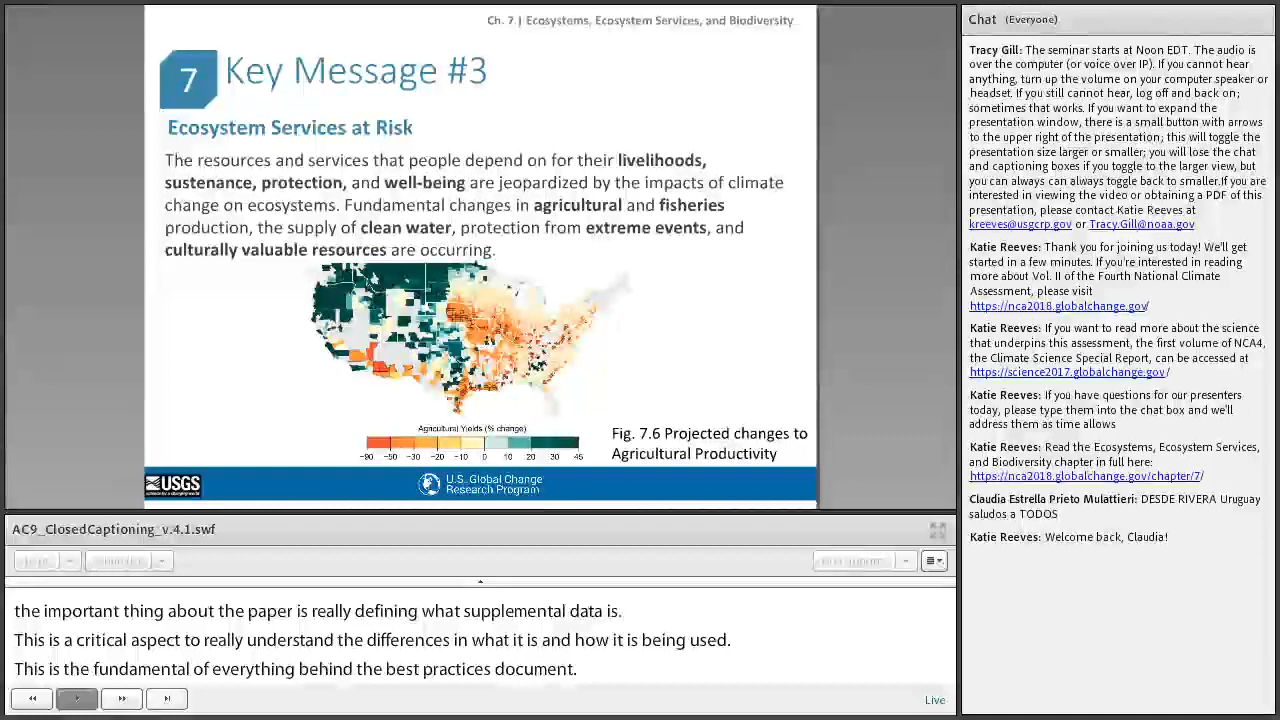 Ch. 7 | Ecosystems, Ecosystem Services, and Biodiversity
7
Key Message #3
Ecosystem Services at Risk
The resources and services that people depend on for their livelihoods,
sustenance, protection, and well-being are jeopardized by the impacts of climate
change on ecosystems. Fundamental changes in agricultural and fisheries
production, the supply of clean water, protection from extreme events, and
culturally valuable resources are occurring.
Agricultural Yields (% change)
-90 -50 -30 -20 -10 0 10 20 30 45
Fig. 7.6 Projected changes to
Agricultural Productivity
USGS
U.S. Global Change
Research Program
AC9_ClosedCaptioning_v.4.1.swf
the important thing about the paper is really defining what supplemental data is.
This is a critical aspect to really understand the differences in what it is and how it is being used.
This is the fundamental of everything behind the best practices document.
Live
Chat (Everyone)
Tracy Gill: The seminar starts at Noon EDT. The audio is
over the computer (or voice over IP). If you cannot hear
anything, turn up the volume on your computer speaker or
headset. If you still cannot hear, log off and back on;
sometimes that works. If you want to expand the
presentation window, there is a small button with arrows
to the upper right of the presentation; this will toggle the
presentation size larger or smaller; you will lose the chat
and captioning boxes if you toggle to the larger view, but
you can always can always toggle back to smaller.If you are
interested in viewing the video or obtaining a PDF of this
presentation, please contact Katie Reeves at
kreeves@usgcrp.gov or Tracy.Gill@noaa.gov
Katie Reeves: Thank you for joining us today! We'll get
started in a few minutes. If you're interested in reading
more about Vol. II of the Fourth National Climate
Assessment, please visit
https://nca2018.globalchange.gov/
Katie Reeves: If you want to read more about the science
that underpins this assessment, the first volume of NCA4,
the Climate Science Special Report, can be accessed at
https://science2017.globalchange.gov/
Katie Reeves: If you have questions for our presenters
today, please type them into the chat box and we'll
address them as time allows
Katie Reeves: Read the Ecosystems, Ecosystem Services,
and Biodiversity chapter in full here:
https://nca2018.globalchange.gov/chapter/7/
Claudia Estrella Prieto Mulattieri: DESDE RIVERA Uruguay
saludos a TODOS
Katie Reeves: Welcome back, Claudia!